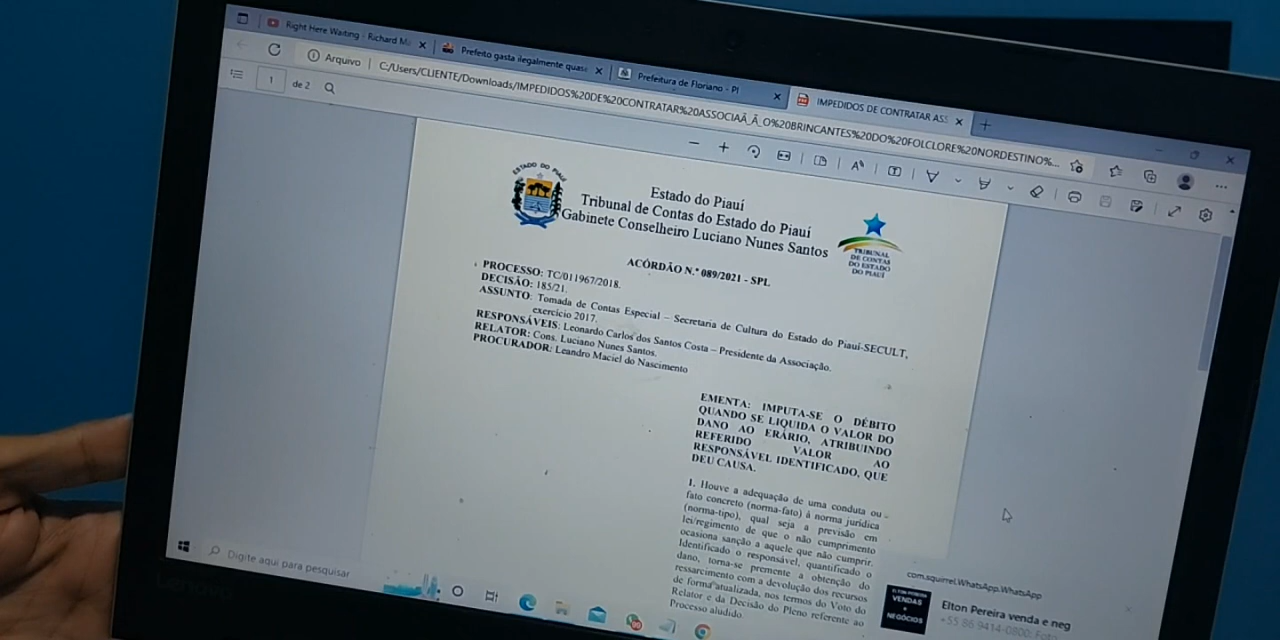 Right Here Waiting - Richard Ma
Prefeito gasta ilegalmente quas
Prefeitura de Floriano - PI
IMPEDIDOS DE CONTRATAR ASS
Arquivo | C:/Users/CLIENTE/Downloads/IMPEDIDOS%20DE%20CONTRATAR%20ASSOCIAÃ_Ã_O%20BRINCANTES%20DO%20FOLCLORE%20NORDESTINO%...
1 de 2
ESTADO DO PIAUÍ
Estado do Piauí
Tribunal de Contas do Estado do Piauí
Gabinete Conselheiro Luciano Nunes Santos
TRIBUNAL
DE CONTAS
DO ESTADO
DO PIAUÍ
ACÓRDÃO N.º 089/2021 - SPL
PROCESSO: TC/011967/2018.
DECISÃO: 185/21.
ASSUNTO: Tomada de Contas Especial – Secretaria de Cultura do Estado do Piauí-SECULT,
exercício 2017.
RESPONSÁVEIS: Leonardo Carlos dos Santos Costa – Presidente da Associação.
RELATOR: Cons. Luciano Nunes Santos.
PROCURADOR: Leandro Maciel do Nascimento
EMENTA: IMPUTA-SE O DÉBITO
QUANDO SE LIQUIDA O VALOR DO
DANO AO ERÁRIO, ATRIBUINDO
REFERIDO VALOR AO
RESPONSÁVEL IDENTIFICADO, QUE
DEU CAUSA.
1. Houve a adequação de uma conduta ou
fato concreto (norma-fato) à norma jurídica
(norma-tipo), qual seja a previsão em
lei/regimento de que o não cumprimento
ocasiona sanção a aquele que não cumprir.
Identificado o responsável, quantificado o
dano, torna-se premente a obtenção do
ressarcimento com a devolução dos recursos
de forma atualizada, nos termos do Voto do
Relator e da Decisão do Pleno referente ao
Processo aludido.
com.squirrel.WhatsApp.WhatsApp
ELTON PEREIRA
VENDAS
e
NEGÓCIOS
Elton Pereira venda e neg
+55 86 9414-0800: Foto
Digite aqui para pesquisar
lenovo